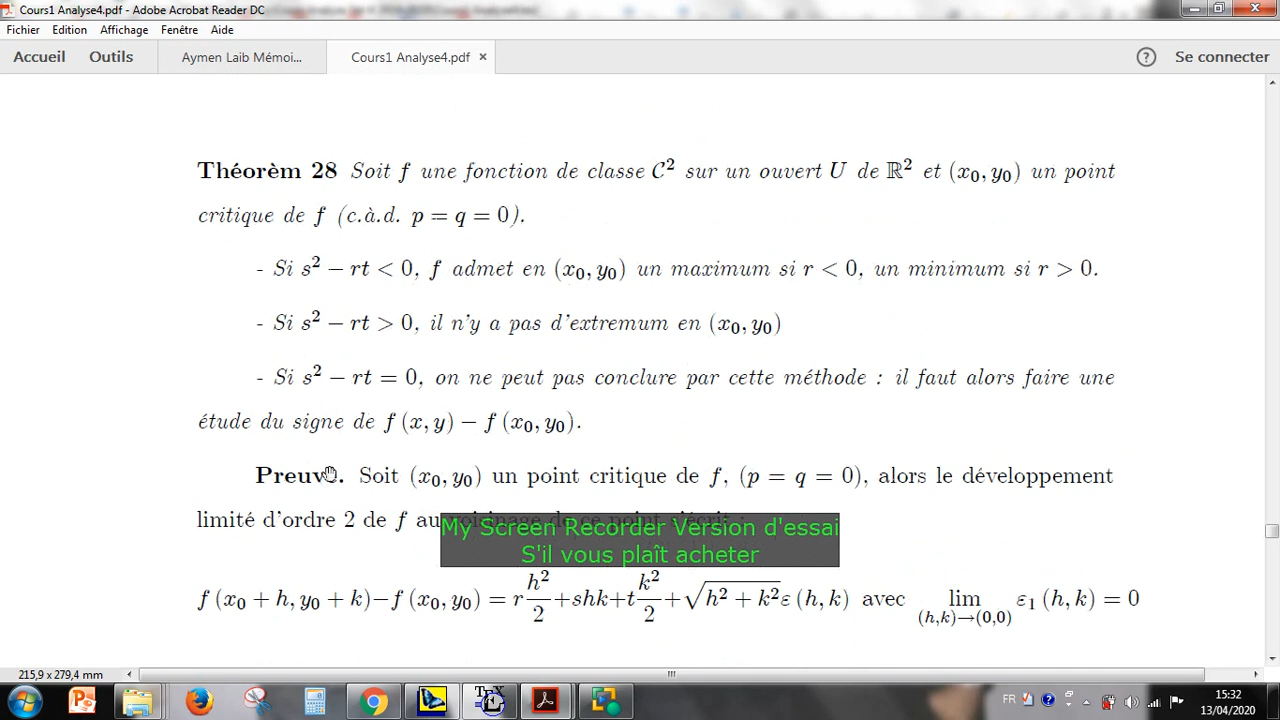 Cours1 Analyse4.pdf - Adobe Acrobat Reader DC
Fichier Edition Affichage Fenêtre Aide
Accueil Outils Aymen Laib Mémoi... Cours1 Analyse4.pdf × ? Se connecter
Théorèm 28 Soit f une fonction de classe C² sur un ouvert U de ℝ² et (x₀, y₀) un point
critique de f (c.à.d. p = q = 0).
- Si s² − rt < 0, f admet en (x₀, y₀) un maximum si r < 0, un minimum si r > 0.
- Si s² − rt > 0, il n'y a pas d'extremum en (x₀, y₀)
- Si s² − rt = 0, on ne peut pas conclure par cette méthode : il faut alors faire une
étude du signe de f (x, y) − f (x₀, y₀).
Preuve. Soit (x₀, y₀) un point critique de f, (p = q = 0), alors le développement
limité d'ordre 2 de f au
My Screen Recorder Version d'essai
S'il vous plaît acheter
f (x₀ + h, y₀ + k)−f (x₀, y₀) = r h²/2 +shk+t k²/2 +√(h² + k²)ε (h, k) avec lim (h,k)→(0,0) ε₁ (h, k) = 0
215,9 x 279,4 mm
FR 15:32
13/04/2020